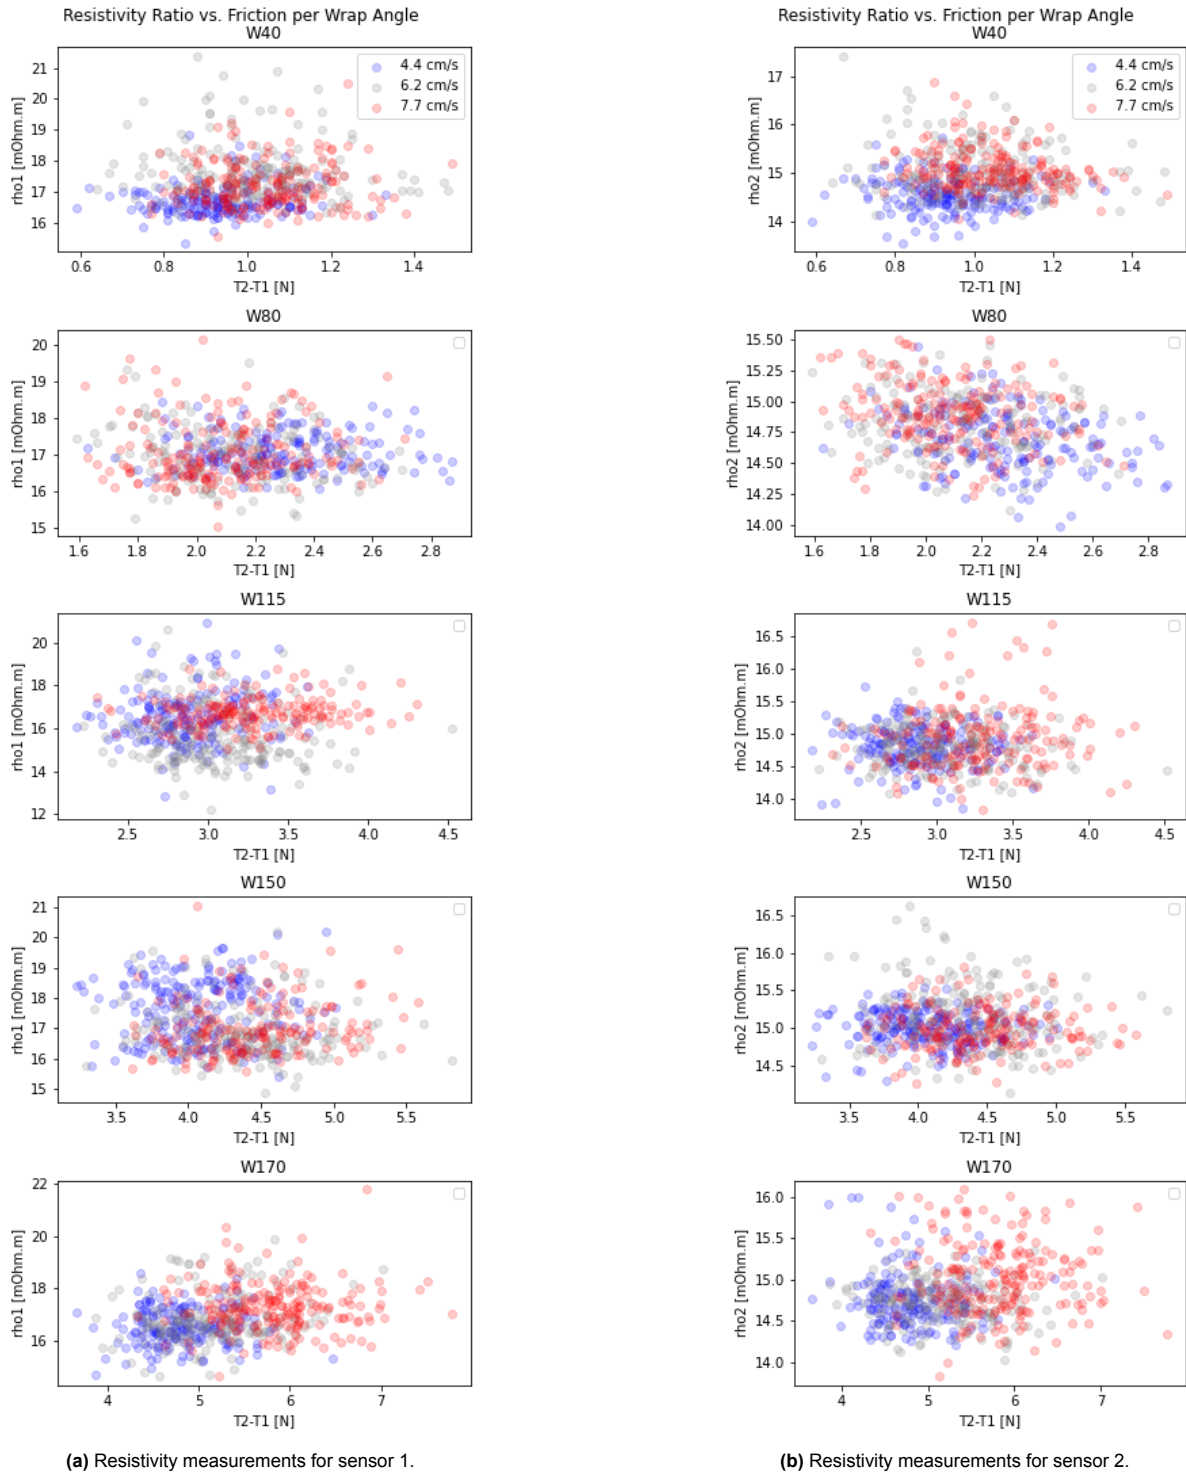 Resistivity Ratio vs. Friction per Wrap Angle
W40
rho1 [mOhm.m]
21
20
19
18
17
16
4.4 cm/s
6.2 cm/s
7.7 cm/s
0.6 0.8 1.0 1.2 1.4
T2-T1 [N]
W80
rho1 [mOhm.m]
20
19
18
17
16
15
1.6 1.8 2.0 2.2 2.4 2.6 2.8
T2-T1 [N]
W115
rho1 [mOhm.m]
20
18
16
14
12
2.5 3.0 3.5 4.0 4.5
T2-T1 [N]
W150
rho1 [mOhm.m]
21
20
19
18
17
16
15
3.5 4.0 4.5 5.0 5.5
T2-T1 [N]
W170
rho1 [mOhm.m]
22
20
18
16
4 5 6 7
T2-T1 [N]
(a) Resistivity measurements for sensor 1.
Resistivity Ratio vs. Friction per Wrap Angle
W40
rho2 [mOhm.m]
17
16
15
14
4.4 cm/s
6.2 cm/s
7.7 cm/s
0.6 0.8 1.0 1.2 1.4
T2-T1 [N]
W80
rho2 [mOhm.m]
15.50
15.25
15.00
14.75
14.50
14.25
14.00
1.6 1.8 2.0 2.2 2.4 2.6 2.8
T2-T1 [N]
W115
rho2 [mOhm.m]
16.5
16.0
15.5
15.0
14.5
14.0
2.5 3.0 3.5 4.0 4.5
T2-T1 [N]
W150
rho2 [mOhm.m]
16.5
16.0
15.5
15.0
14.5
3.5 4.0 4.5 5.0 5.5
T2-T1 [N]
W170
rho2 [mOhm.m]
16.0
15.5
15.0
14.5
14.0
4 5 6 7
T2-T1 [N]
(b) Resistivity measurements for sensor 2.